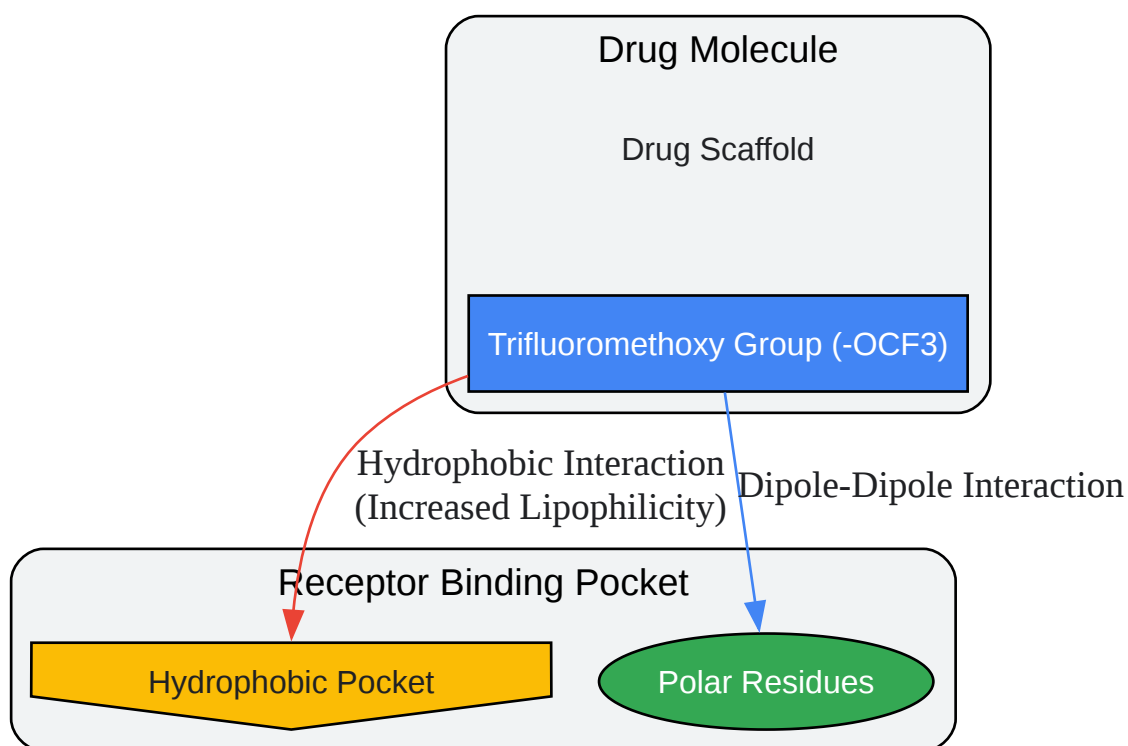 Drug Molecule
Drug Scaffold
Trifluoromethoxy Group (-OCF3)
Hydrophobic Interaction
(Increased Lipophilicity)
Dipole-Dipole Interaction
Receptor Binding Pocket
Hydrophobic Pocket
Polar Residues